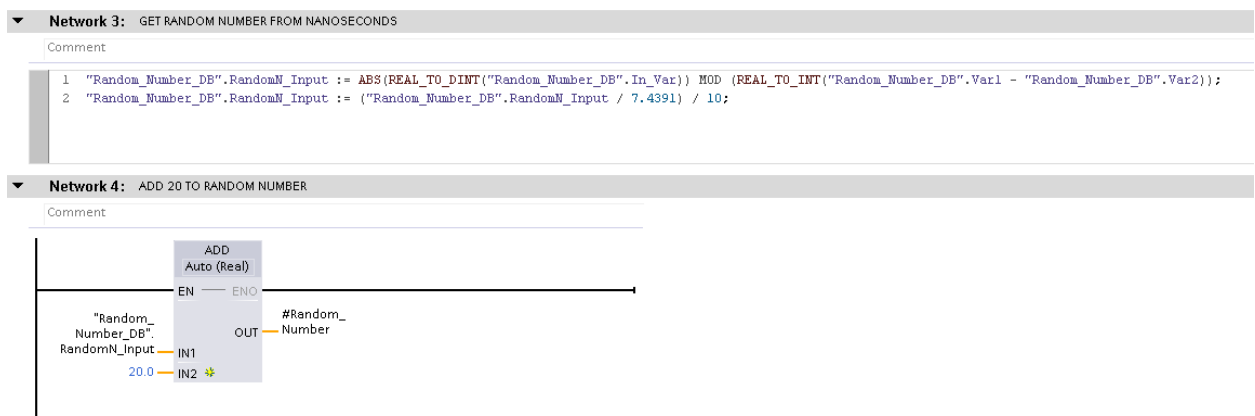 Network 3: GET RANDOM NUMBER FROM NANOSECONDS
Comment
1 "Random_Number_DB".RandomN_Input := ABS(REAL_TO_DINT("Random_Number_DB".In_Var)) MOD (REAL_TO_INT("Random_Number_DB".Var1 - "Random_Number_DB".Var2));
2 "Random_Number_DB".RandomN_Input := ("Random_Number_DB".RandomN_Input / 7.4391) / 10;
Network 4: ADD 20 TO RANDOM NUMBER
Comment
ADD
Auto (Real)
EN ENO
"Random_
Number_DB".
RandomN_Input
IN1
#Random_
Number
OUT
20.0
IN2